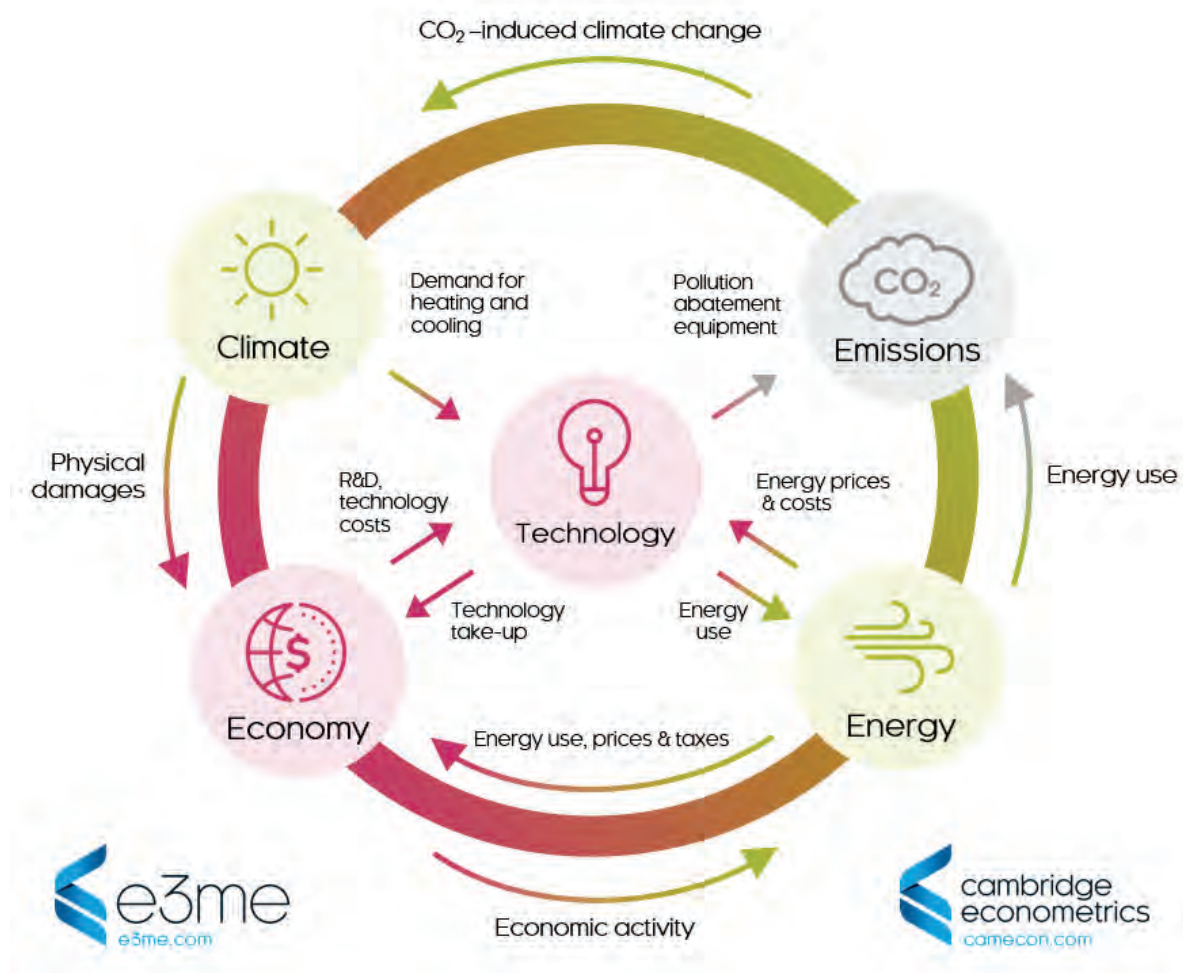 CO₂-induced climate change
Demand for
heating and
cooling
Pollution
abatement
equipment
CO₂
Climate
Emissions
Physical
damages
R&D,
technology
costs
Technology
Energy prices
& costs
Energy use
Technology
take-up
Energy
use
$
Economy
Energy
Energy use, prices & taxes
Economic activity
e3me
e3me.com
cambridge
econometrics
camecon.com